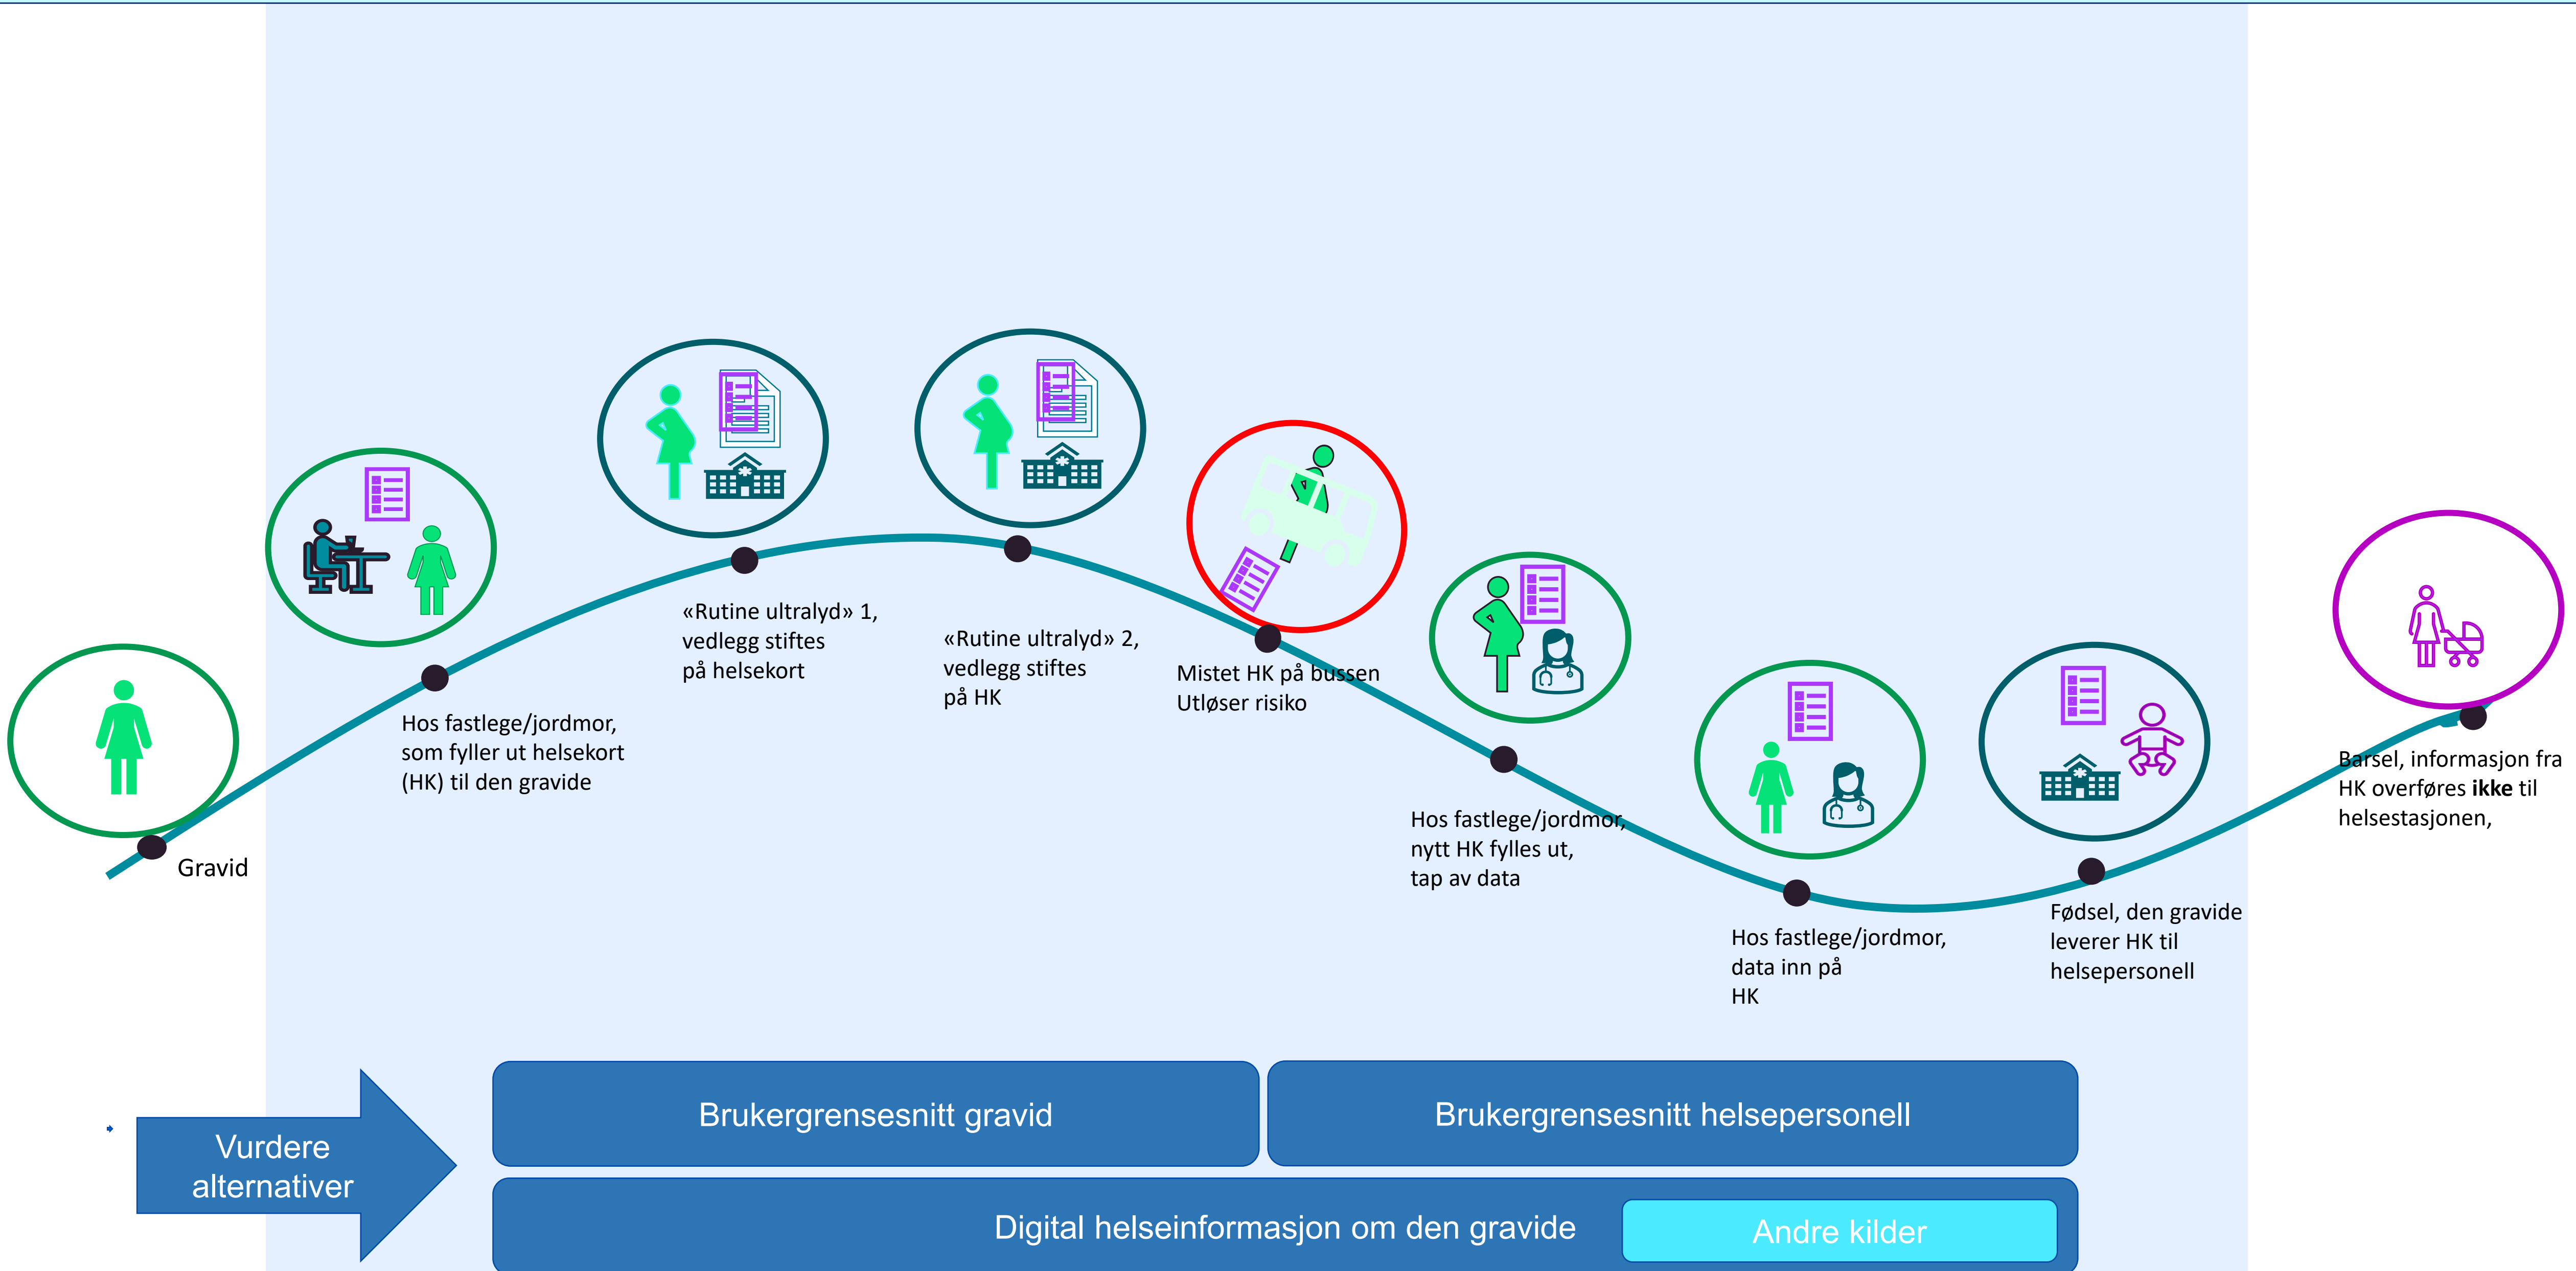 Gravid
Hos fastlege/jordmor,
som fyller ut helsekort
(HK) til den gravide
«Rutine ultralyd» 1,
vedlegg stiftes
på helsekort
«Rutine ultralyd» 2,
vedlegg stiftes
på HK
Mistet HK på bussen
Utløser risiko
Hos fastlege/jordmor,
nytt HK fylles ut,
tap av data
Hos fastlege/jordmor,
data inn på
HK
Fødsel, den gravide
leverer HK til
helsepersonell
Barsel, informasjon fra
HK overføres ikke til
helsestasjonen,
Vurdere
alternativer
Brukergrensesnitt gravid
Brukergrensesnitt helsepersonell
Digital helseinformasjon om den gravide
Andre kilder